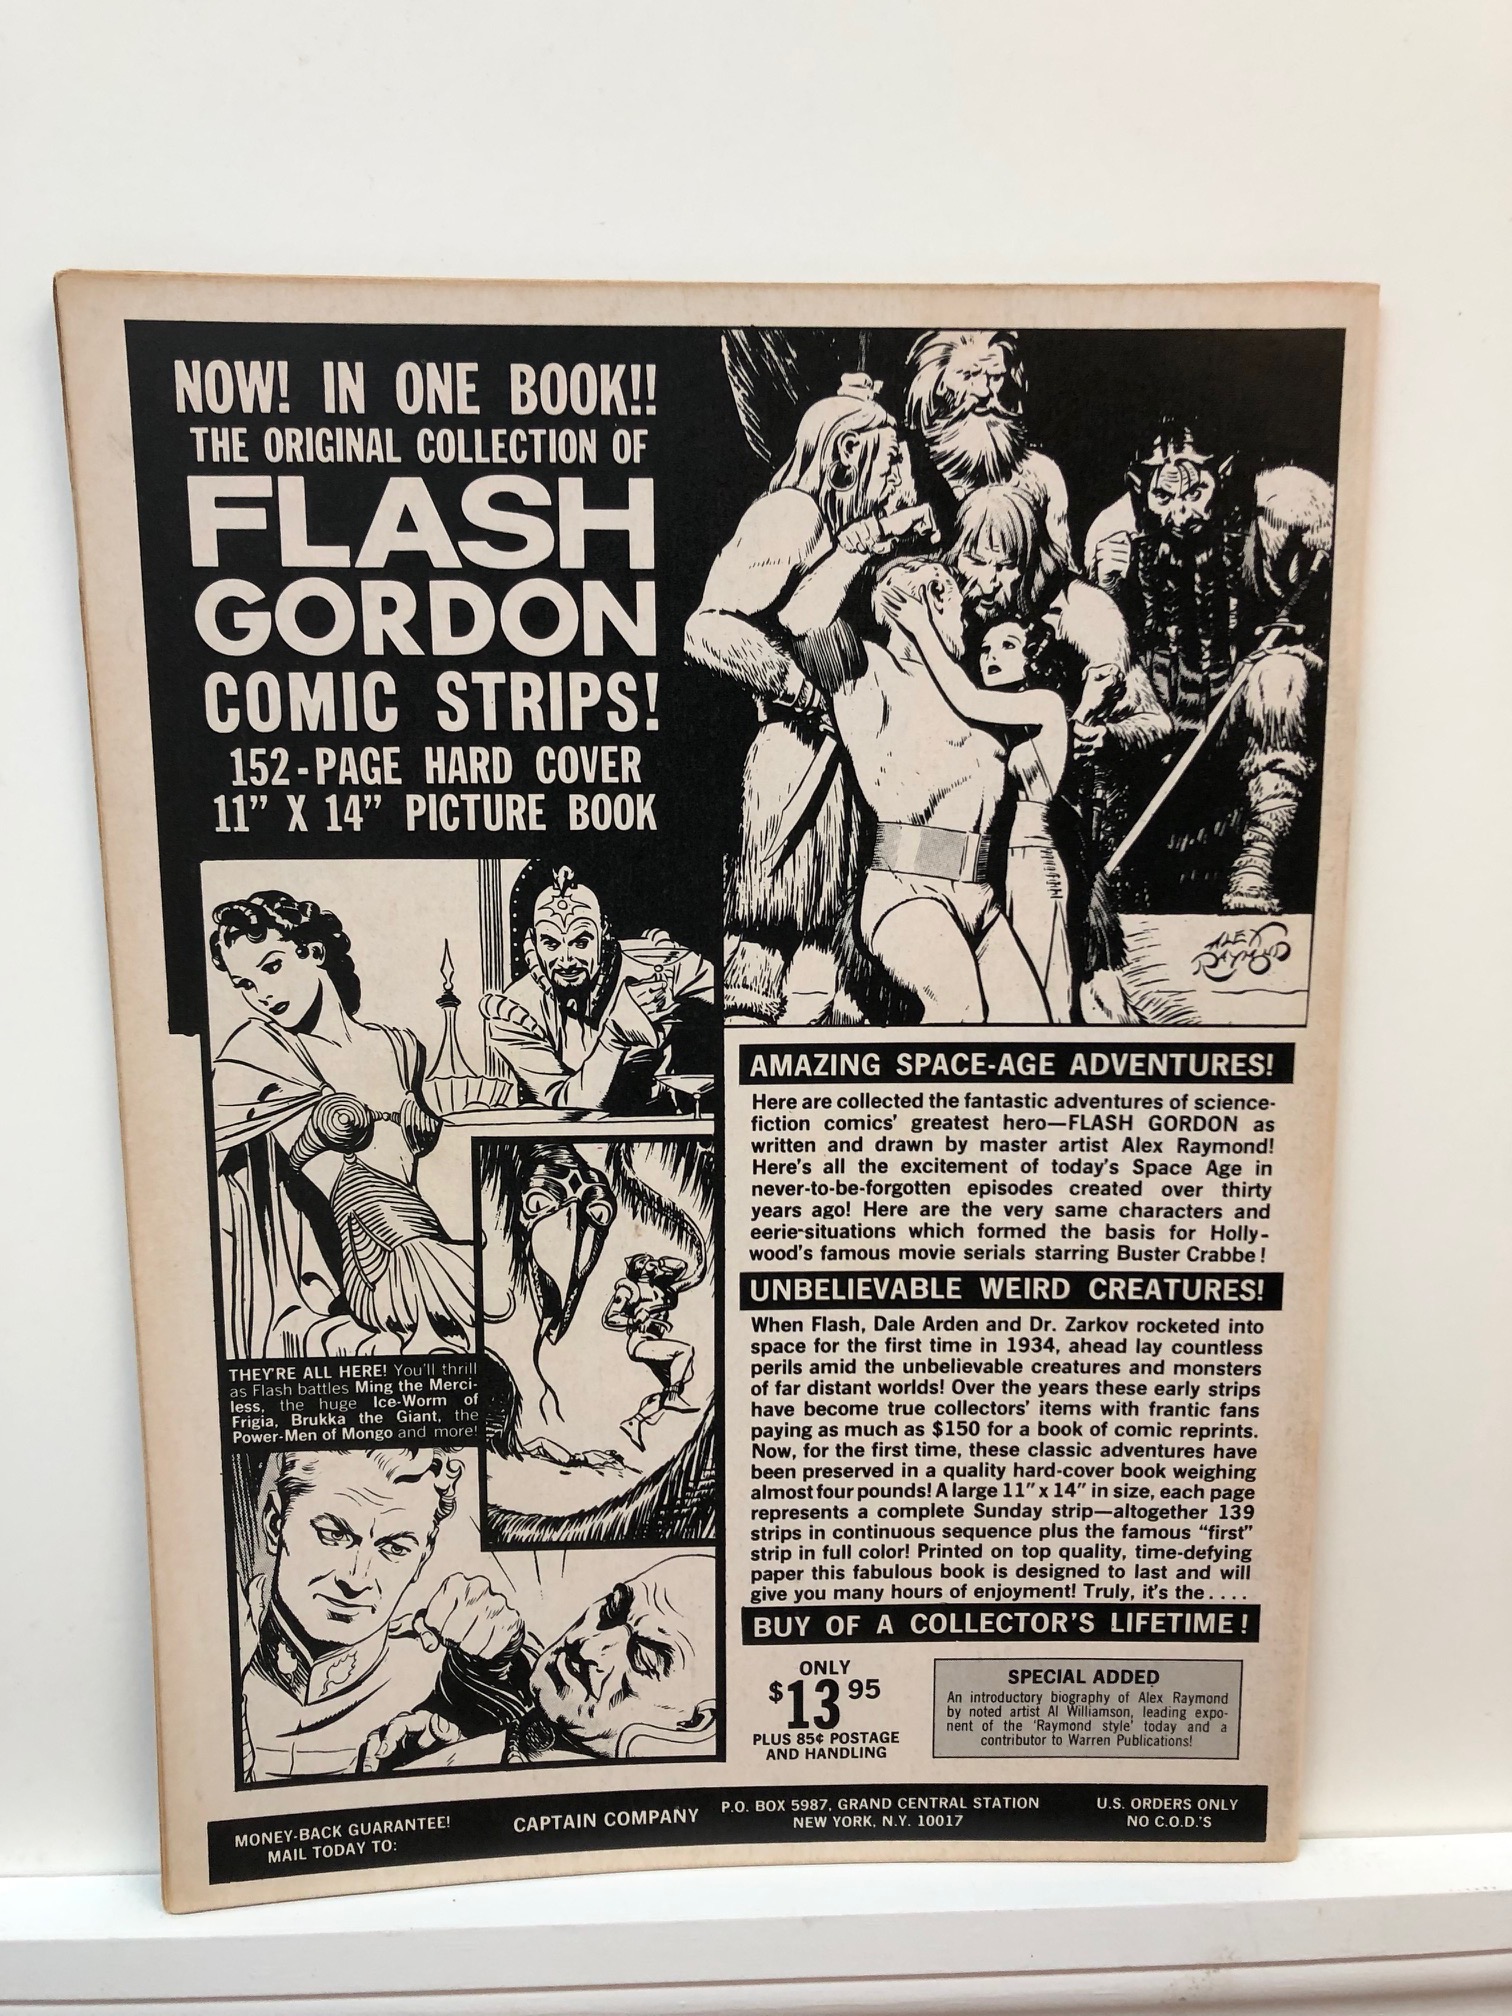 NOW! IN ONE BOOK!!
THE ORIGINAL COLLECTION OF
FLASH
GORDON
COMIC STRIPS!
152-PAGE HARD COVER
11" X 14" PICTURE BOOK
ALEX
RAYMOND
THEY'RE ALL HERE! You'll thrill
as Flash battles Ming the Merci-
less, the huge Ice-Worm of
Frigia, Brukka the Giant, the
Power-Men of Mongo and more!
AMAZING SPACE-AGE ADVENTURES!
Here are collected the fantastic adventures of science-
fiction comics' greatest hero—FLASH GORDON as
written and drawn by master artist Alex Raymond!
Here's all the excitement of today's Space Age in
never-to-be-forgotten episodes created over thirty
years ago! Here are the very same characters and
eerie-situations which formed the basis for Holly-
wood's famous movie serials starring Buster Crabbe!
UNBELIEVABLE WEIRD CREATURES!
When Flash, Dale Arden and Dr. Zarkov rocketed into
space for the first time in 1934, ahead lay countless
perils amid the unbelievable creatures and monsters
of far distant worlds! Over the years these early strips
have become true collectors' items with frantic fans
paying as much as $150 for a book of comic reprints.
Now, for the first time, these classic adventures have
been preserved in a quality hard-cover book weighing
almost four pounds! A large 11" x 14" in size, each page
represents a complete Sunday strip—altogether 139
strips in continuous sequence plus the famous "first"
strip in full color! Printed on top quality, time-defying
paper this fabulous book is designed to last and will
give you many hours of enjoyment! Truly, it's the....
BUY OF A COLLECTOR'S LIFETIME!
ONLY
$13 95
PLUS 85¢ POSTAGE
AND HANDLING
SPECIAL ADDED
An introductory biography of Alex Raymond
by noted artist Al Williamson, leading expo-
nent of the 'Raymond style' today and a
contributor to Warren Publications!
MONEY-BACK GUARANTEE!
MAIL TODAY TO:
CAPTAIN COMPANY
P.O. BOX 5987, GRAND CENTRAL STATION
NEW YORK, N.Y. 10017
U.S. ORDERS ONLY
NO C.O.D.'S